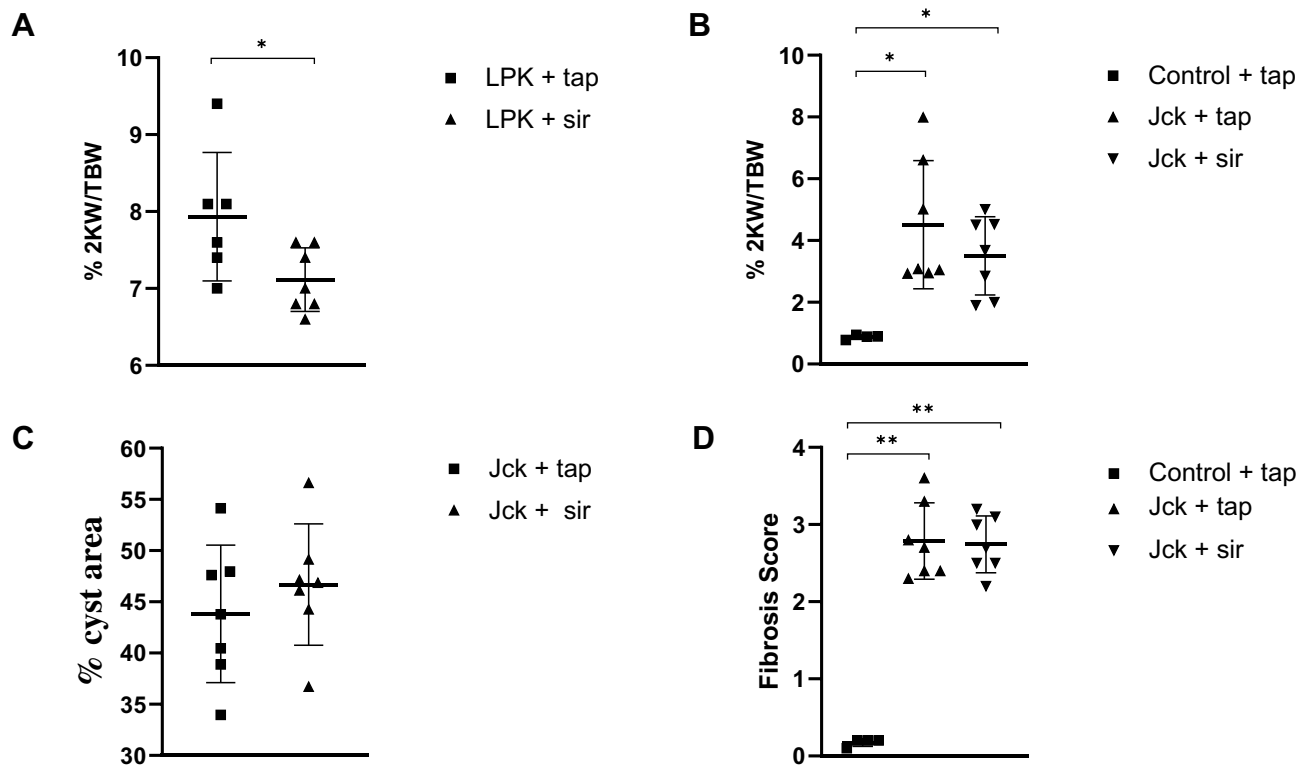 A
10
9
8
7
6
% 2KW/TBW
*
LPK + tap
LPK + sir
B
10
8
6
4
2
0
% 2KW/TBW
*
*
Control + tap
Jck + tap
Jck + sir
C
60
55
50
45
40
35
30
% cyst area
Jck + tap
Jck + sir
D
4
3
2
1
0
Fibrosis Score
**
**
Control + tap
Jck + tap
Jck + sir